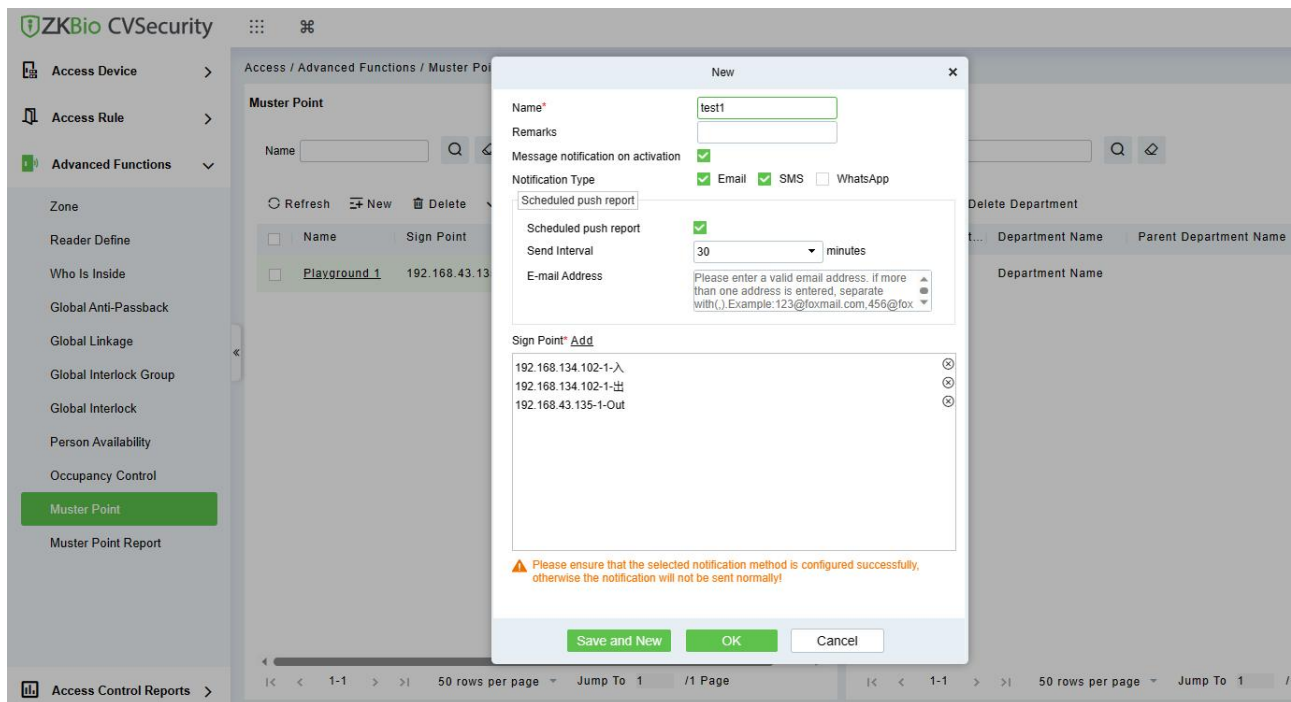 ZKBio CVSecurity
Access Device
Access Rule
Advanced Functions
Zone
Reader Define
Who Is Inside
Global Anti-Passback
Global Linkage
Global Interlock Group
Global Interlock
Person Availability
Occupancy Control
Muster Point
Muster Point Report
Access Control Reports
Access / Advanced Functions / Muster Poi
Muster Point
Name
Refresh New Delete
Name Sign Point
Playground 1 192.168.43.13
1-1 50 rows per page Jump To 1 /1 Page
New
Name* test1
Remarks
Message notification on activation
Notification Type Email SMS WhatsApp
Scheduled push report
Scheduled push report
Send Interval 30 minutes
E-mail Address Please enter a valid email address. if more
than one address is entered, separate
with(,).Example:123@foxmail.com,456@fox
Sign Point* Add
192.168.134.102-1-入
192.168.134.102-1-出
192.168.43.135-1-Out
Please ensure that the selected notification method is configured successfully,
otherwise the notification will not be sent normally!
Save and New OK Cancel
Delete Department
t... Department Name Parent Department Name
Department Name
1-1 50 rows per page Jump To 1 /